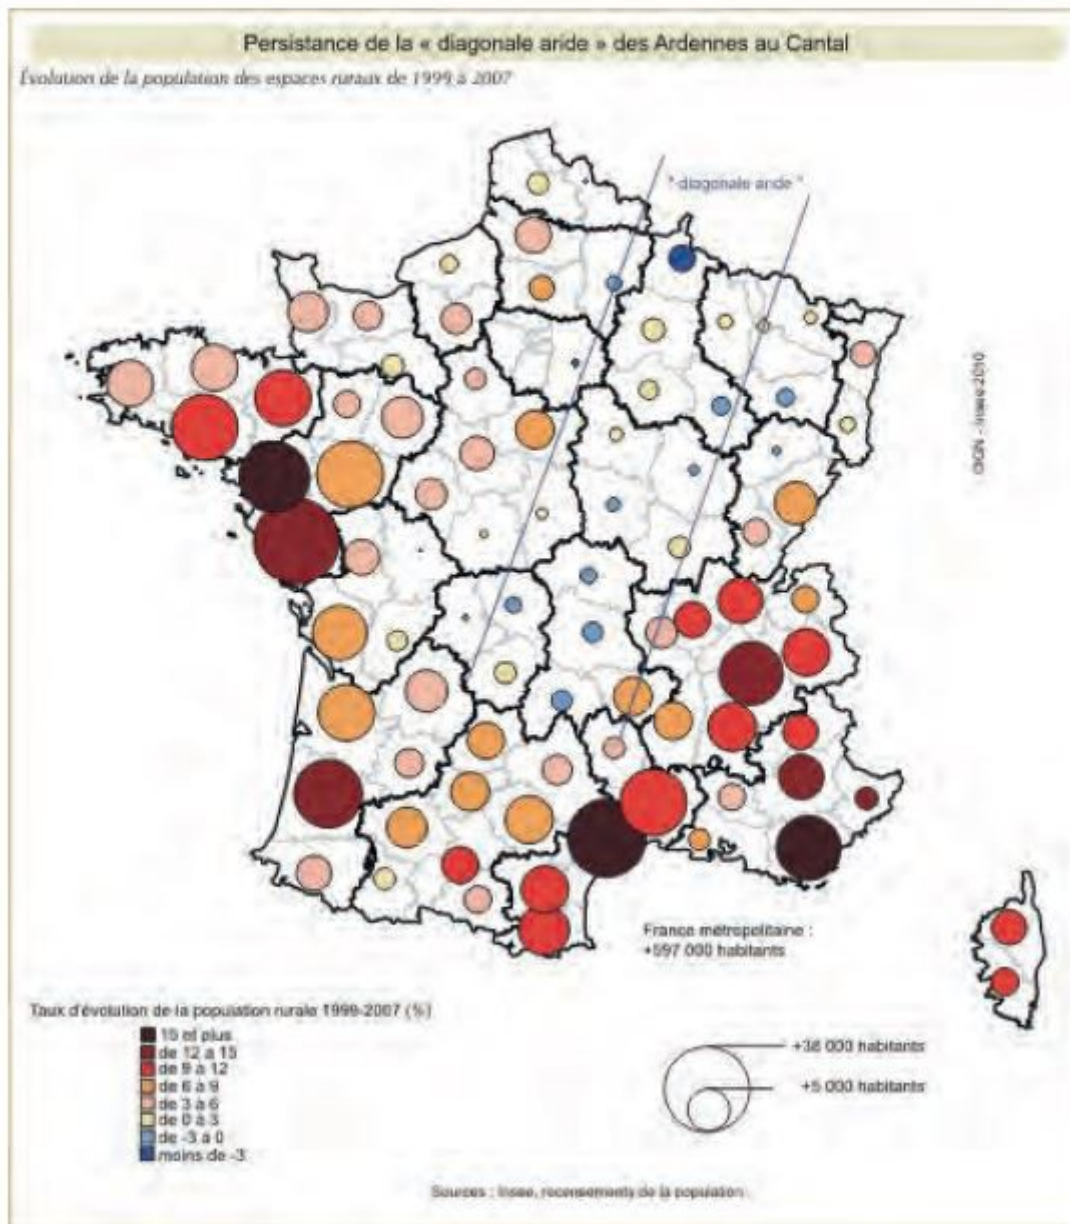 Persistance de la « diagonale aride » des Ardennes au Cantal
Évolution de la population des espaces ruraux de 1999 à 2007
" diagonale aride "
©IGN - Insee 2010
France métropolitaine :
+597 000 habitants
Taux d'évolution de la population rurale 1999-2007 (%)
15 et plus
de 12 à 15
de 9 à 12
de 6 à 9
de 3 à 6
de 0 à 3
de -3 à 0
moins de -3
+38 000 habitants
+5 000 habitants
Sources : Insee, recensements de la population.